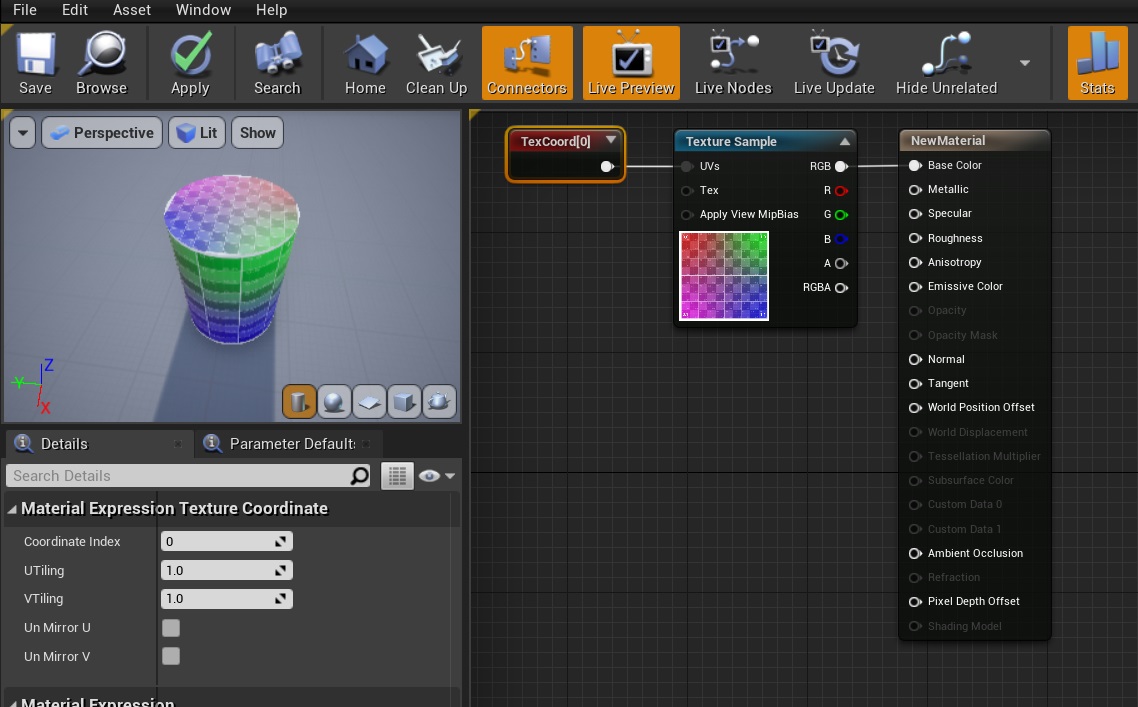 File Edit Asset Window Help
Save Browse Apply Search Home Clean Up Connectors Live Preview Live Nodes Live Update Hide Unrelated Stats
Perspective Lit Show
Z
Y
X
Details Parameter Default
Search Details
Material Expression Texture Coordinate
Coordinate Index 0
UTiling 1.0
VTiling 1.0
Un Mirror U
Un Mirror V
Material Expression
TexCoord[0]
Texture Sample
UVs RGB
Tex R
Apply View MipBias G
B
A
RGBA
NewMaterial
Base Color
Metallic
Specular
Roughness
Anisotropy
Emissive Color
Opacity
Opacity Mask
Normal
Tangent
World Position Offset
World Displacement
Tessellation Multiplier
Subsurface Color
Custom Data 0
Custom Data 1
Ambient Occlusion
Refraction
Pixel Depth Offset
Shading Model